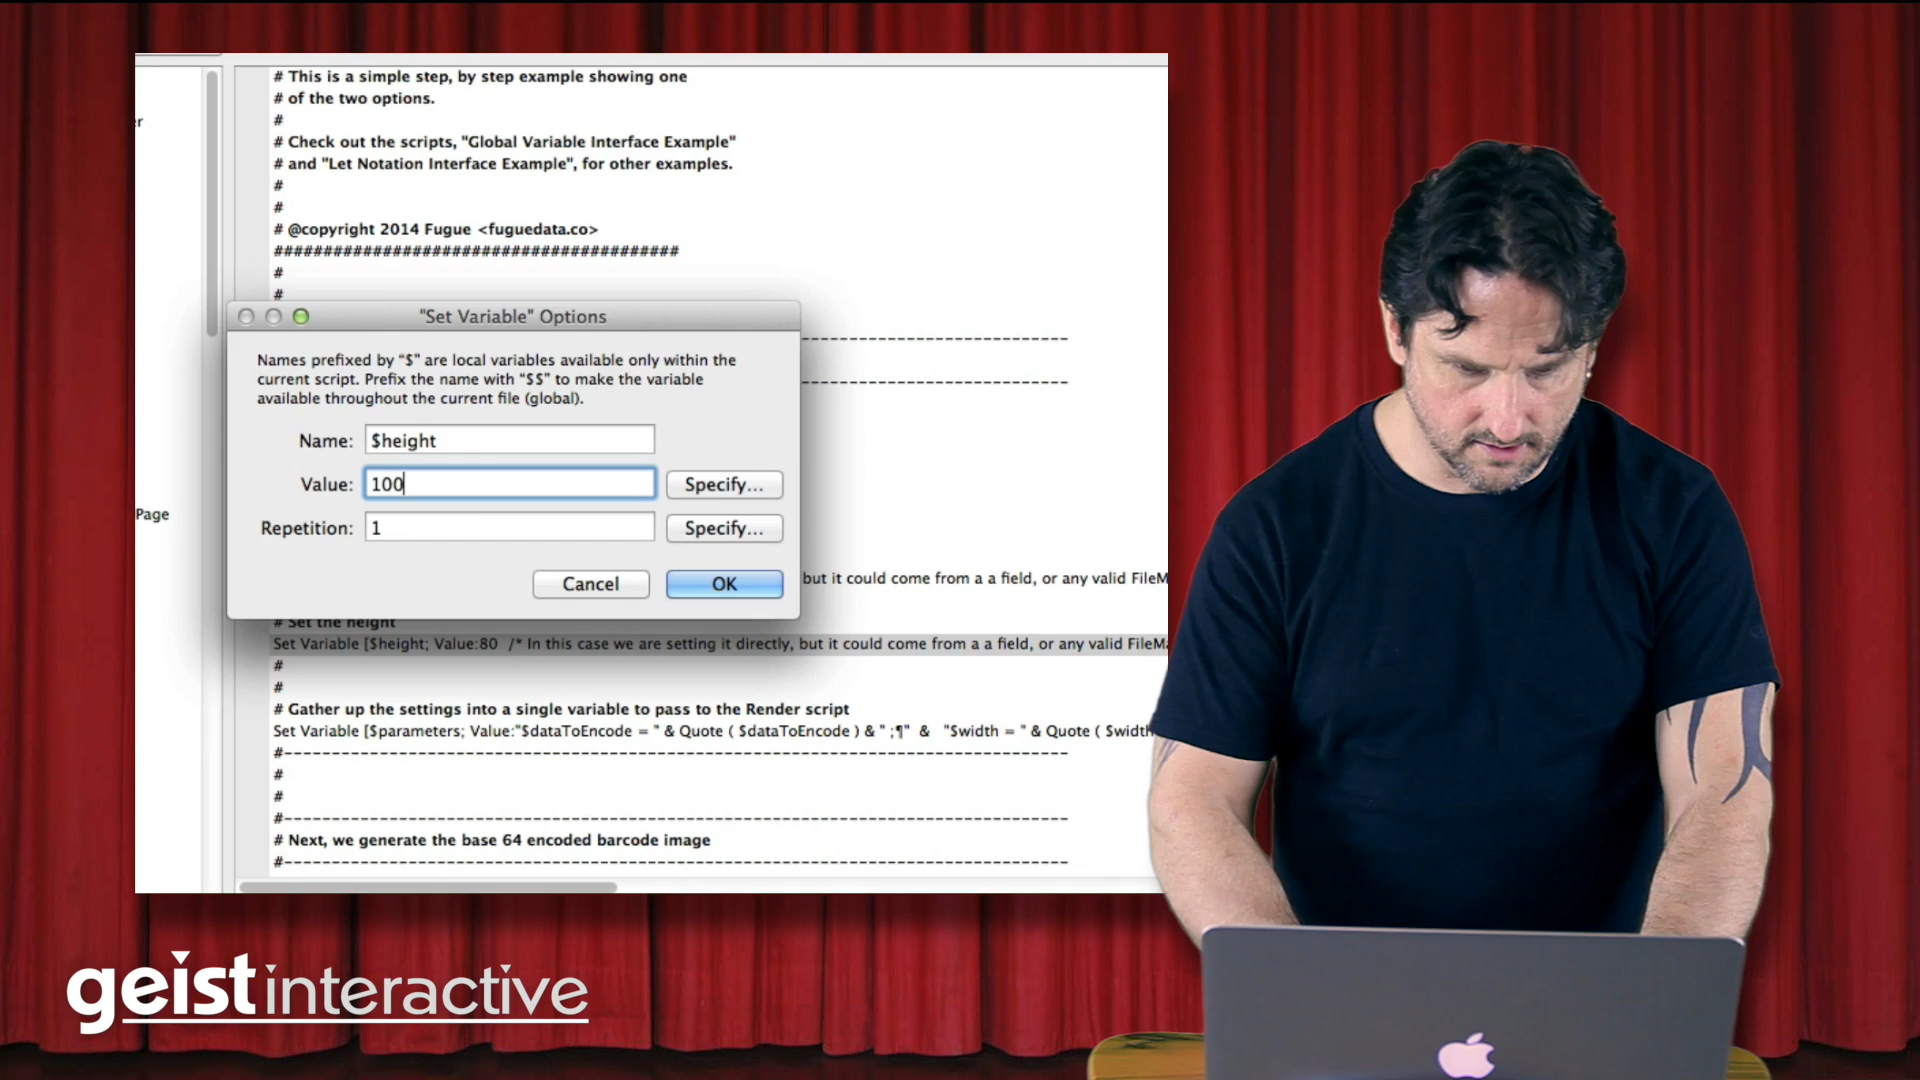 # This is a simple step, by step example showing one
# of the two options.
#
er
# Check out the scripts, "Global Variable Interface Example"
# and "Let Notation Interface Example", for other examples.
#
#
# @copyright 2014 Fugue <fuguedata.co>
#########################################
#
#
"Set Variable" Options
Names prefixed by “$” are local variables available only within the
current script. Prefix the name with “$$” to make the variable
available throughout the current file (global).
Name: $height
Value: 100 Specify...
Page
Repetition: 1 Specify...
Cancel OK
but it could come from a a field, or any valid FileM
# Set the height
Set Variable [$height; Value:80 /* In this case we are setting it directly, but it could come from a a field, or any valid FileMa
#
#
# Gather up the settings into a single variable to pass to the Render script
Set Variable [$parameters; Value:"$dataToEncode = " & Quote ( $dataToEncode ) & " ;¶" & "$width = " & Quote ( $width
#--------------------------------------------------------------------------------
#
#
#--------------------------------------------------------------------------------
# Next, we generate the base 64 encoded barcode image
#--------------------------------------------------------------------------------
geistinteractive